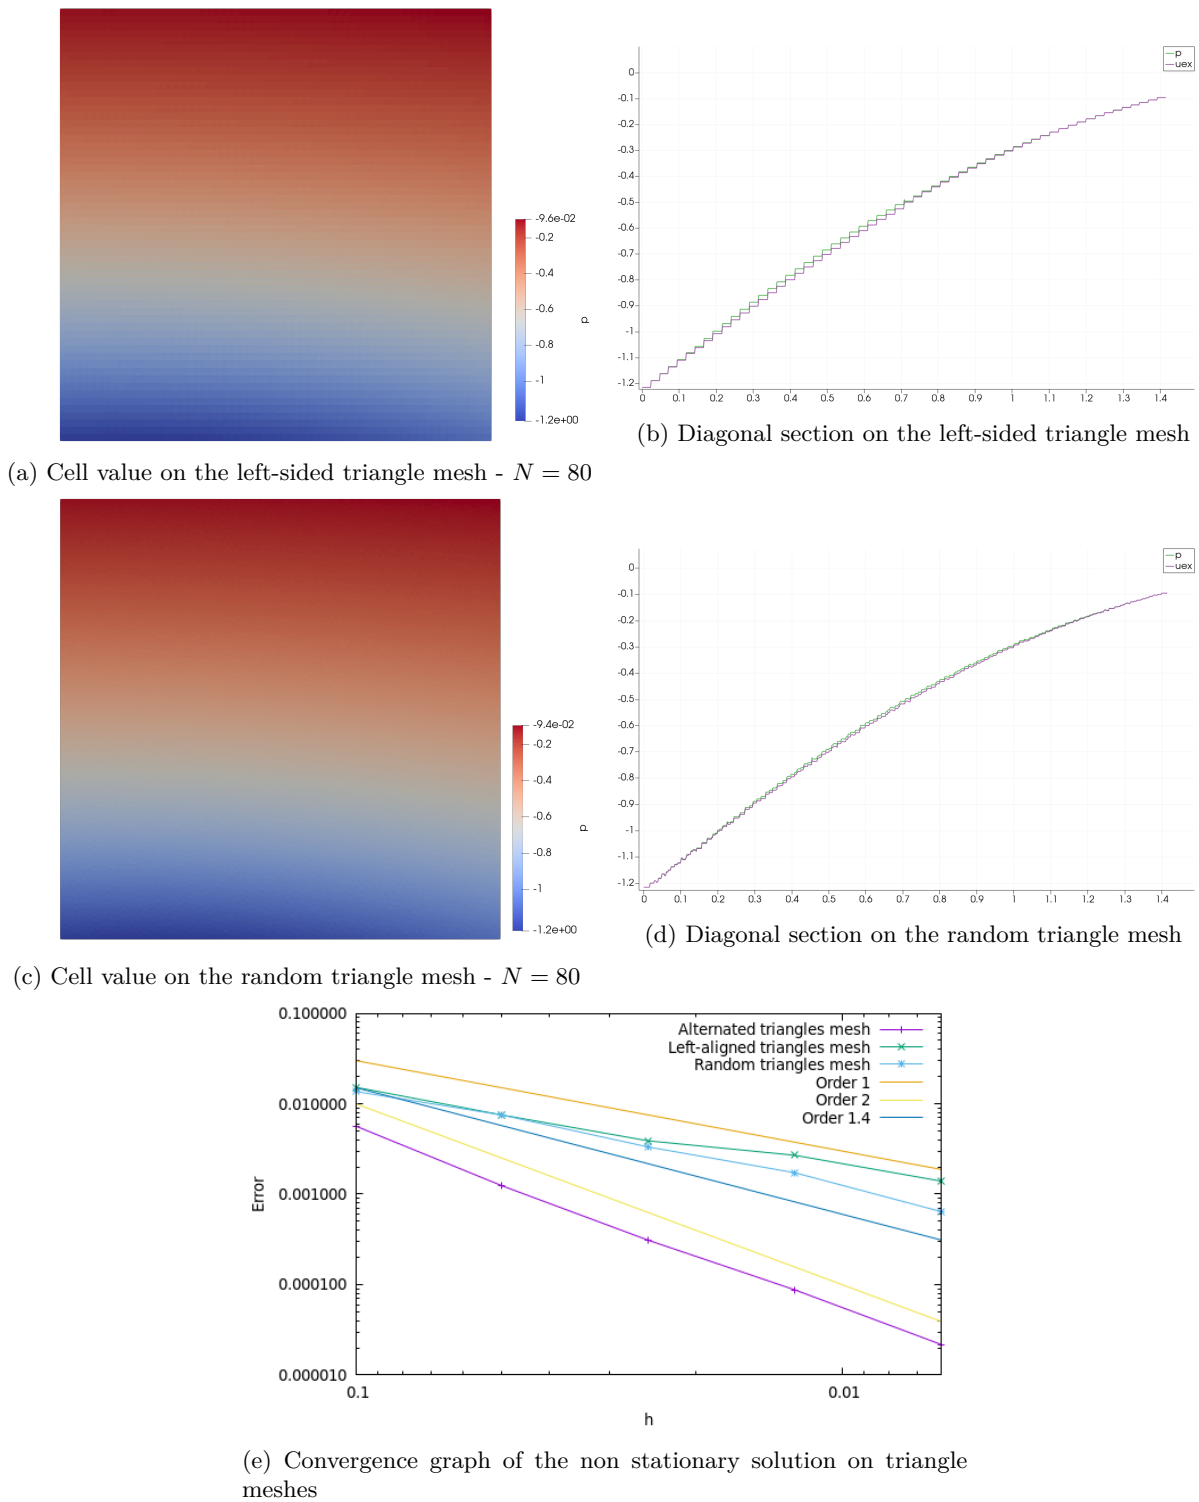 -9.6e-02
-0.2
-0.4
-0.6
-0.8
-1
-1.2e+00
p
p
uex
0
-0.1
-0.2
-0.3
-0.4
-0.5
-0.6
-0.7
-0.8
-0.9
-1
-1.1
-1.2
0 0.1 0.2 0.3 0.4 0.5 0.6 0.7 0.8 0.9 1 1.1 1.2 1.3 1.4
(b) Diagonal section on the left-sided triangle mesh
(a) Cell value on the left-sided triangle mesh - N = 80
-9.4e-02
-0.2
-0.4
-0.6
-0.8
-1
-1.2e+00
p
p
uex
0
-0.1
-0.2
-0.3
-0.4
-0.5
-0.6
-0.7
-0.8
-0.9
-1
-1.1
-1.2
0 0.1 0.2 0.3 0.4 0.5 0.6 0.7 0.8 0.9 1 1.1 1.2 1.3 1.4
(d) Diagonal section on the random triangle mesh
(c) Cell value on the random triangle mesh - N = 80
Alternated triangles mesh
Left-aligned triangles mesh
Random triangles mesh
Order 1
Order 2
Order 1.4
0.100000
0.010000
0.001000
0.000100
0.000010
Error
0.1 0.01
h
(e) Convergence graph of the non stationary solution on triangle
meshes